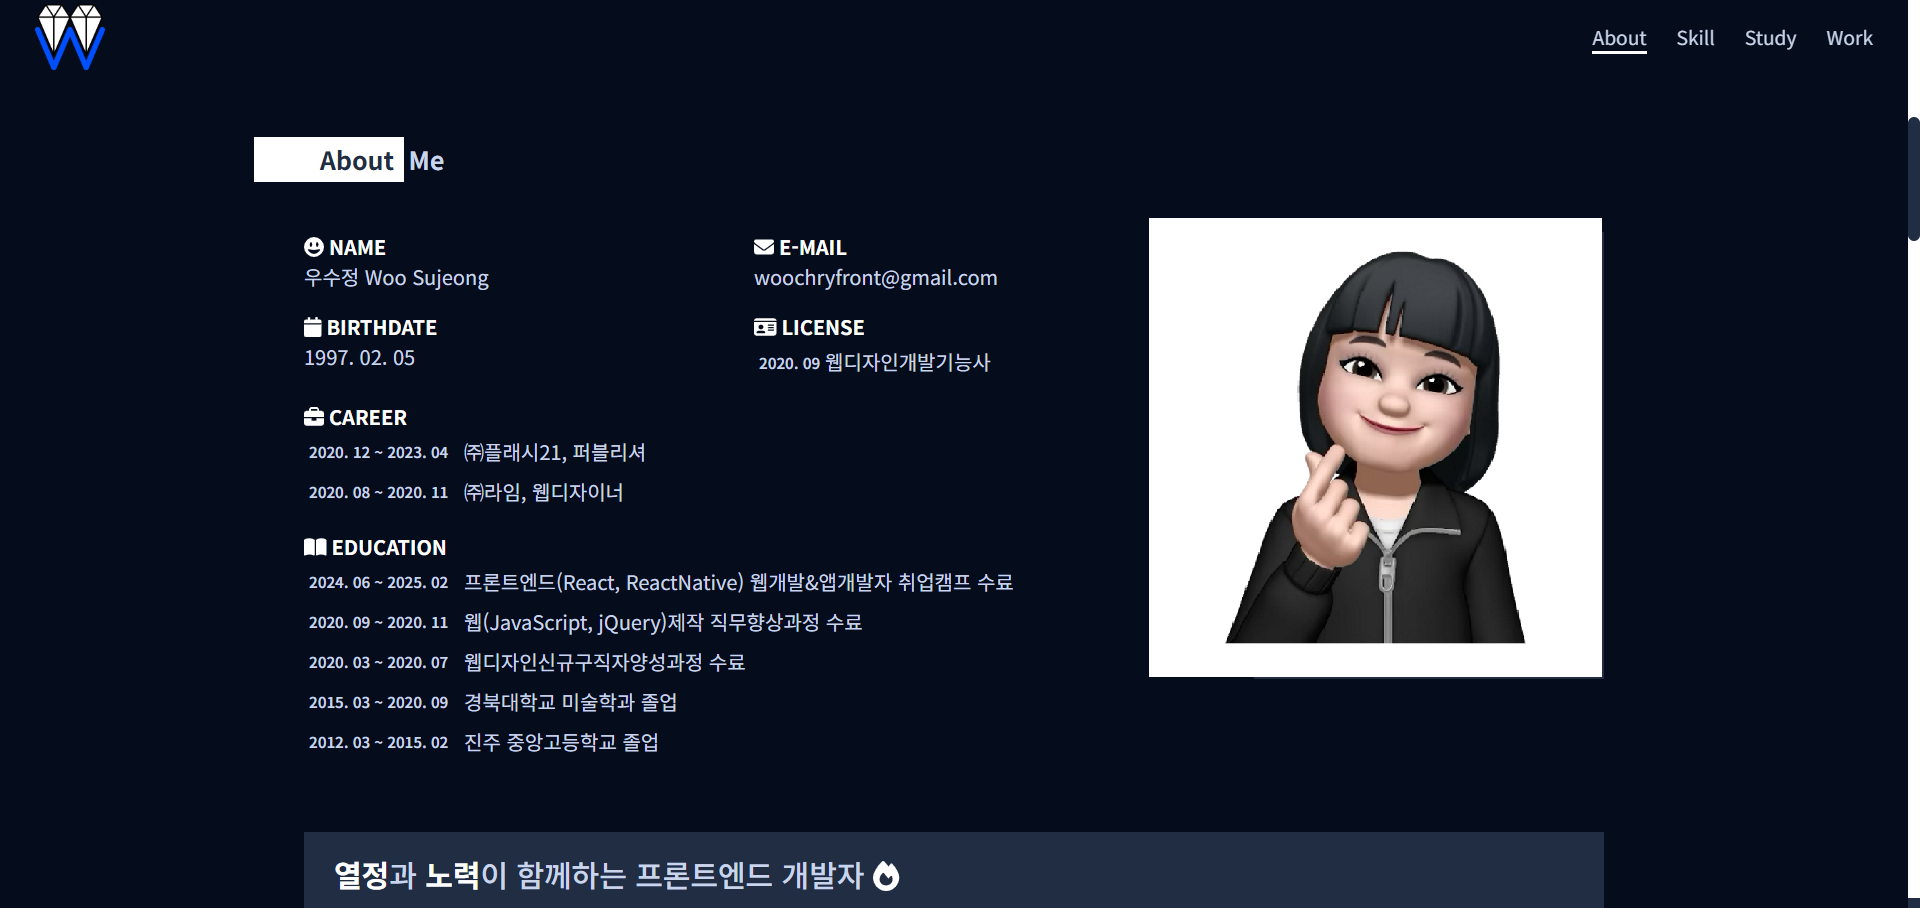 W
About Skill Study Work
About Me
NAME
우수정 Woo Sujeong
E-MAIL
woochryfront@gmail.com
BIRTHDATE
1997. 02. 05
LICENSE
2020. 09 웹디자인개발기능사
CAREER
2020. 12 ~ 2023. 04 ㈜플래시21, 퍼블리셔
2020. 08 ~ 2020. 11 ㈜라임, 웹디자이너
EDUCATION
2024. 06 ~ 2025. 02 프론트엔드(React, ReactNative) 웹개발&앱개발자 취업캠프 수료
2020. 09 ~ 2020. 11 웹(JavaScript, jQuery)제작 직무향상과정 수료
2020. 03 ~ 2020. 07 웹디자인신규구직자양성과정 수료
2015. 03 ~ 2020. 09 경북대학교 미술학과 졸업
2012. 03 ~ 2015. 02 진주 중앙고등학교 졸업
열정과 노력이 함께하는 프론트엔드 개발자